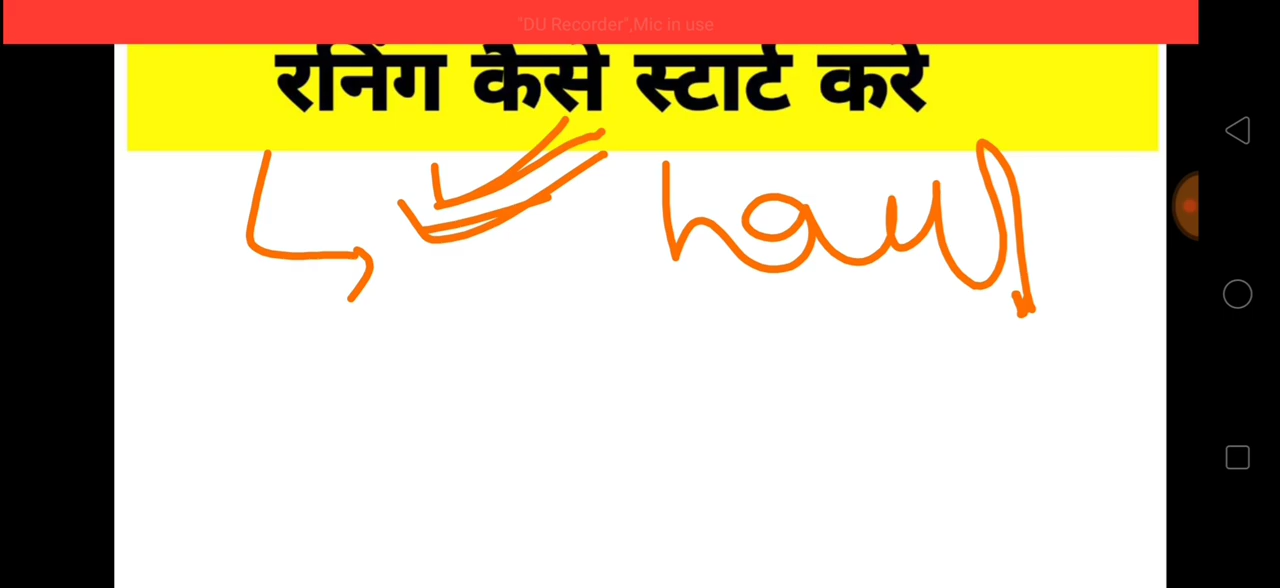 "DU Recorder",Mic in use
रनिंग कैसे स्टार्ट करे
how